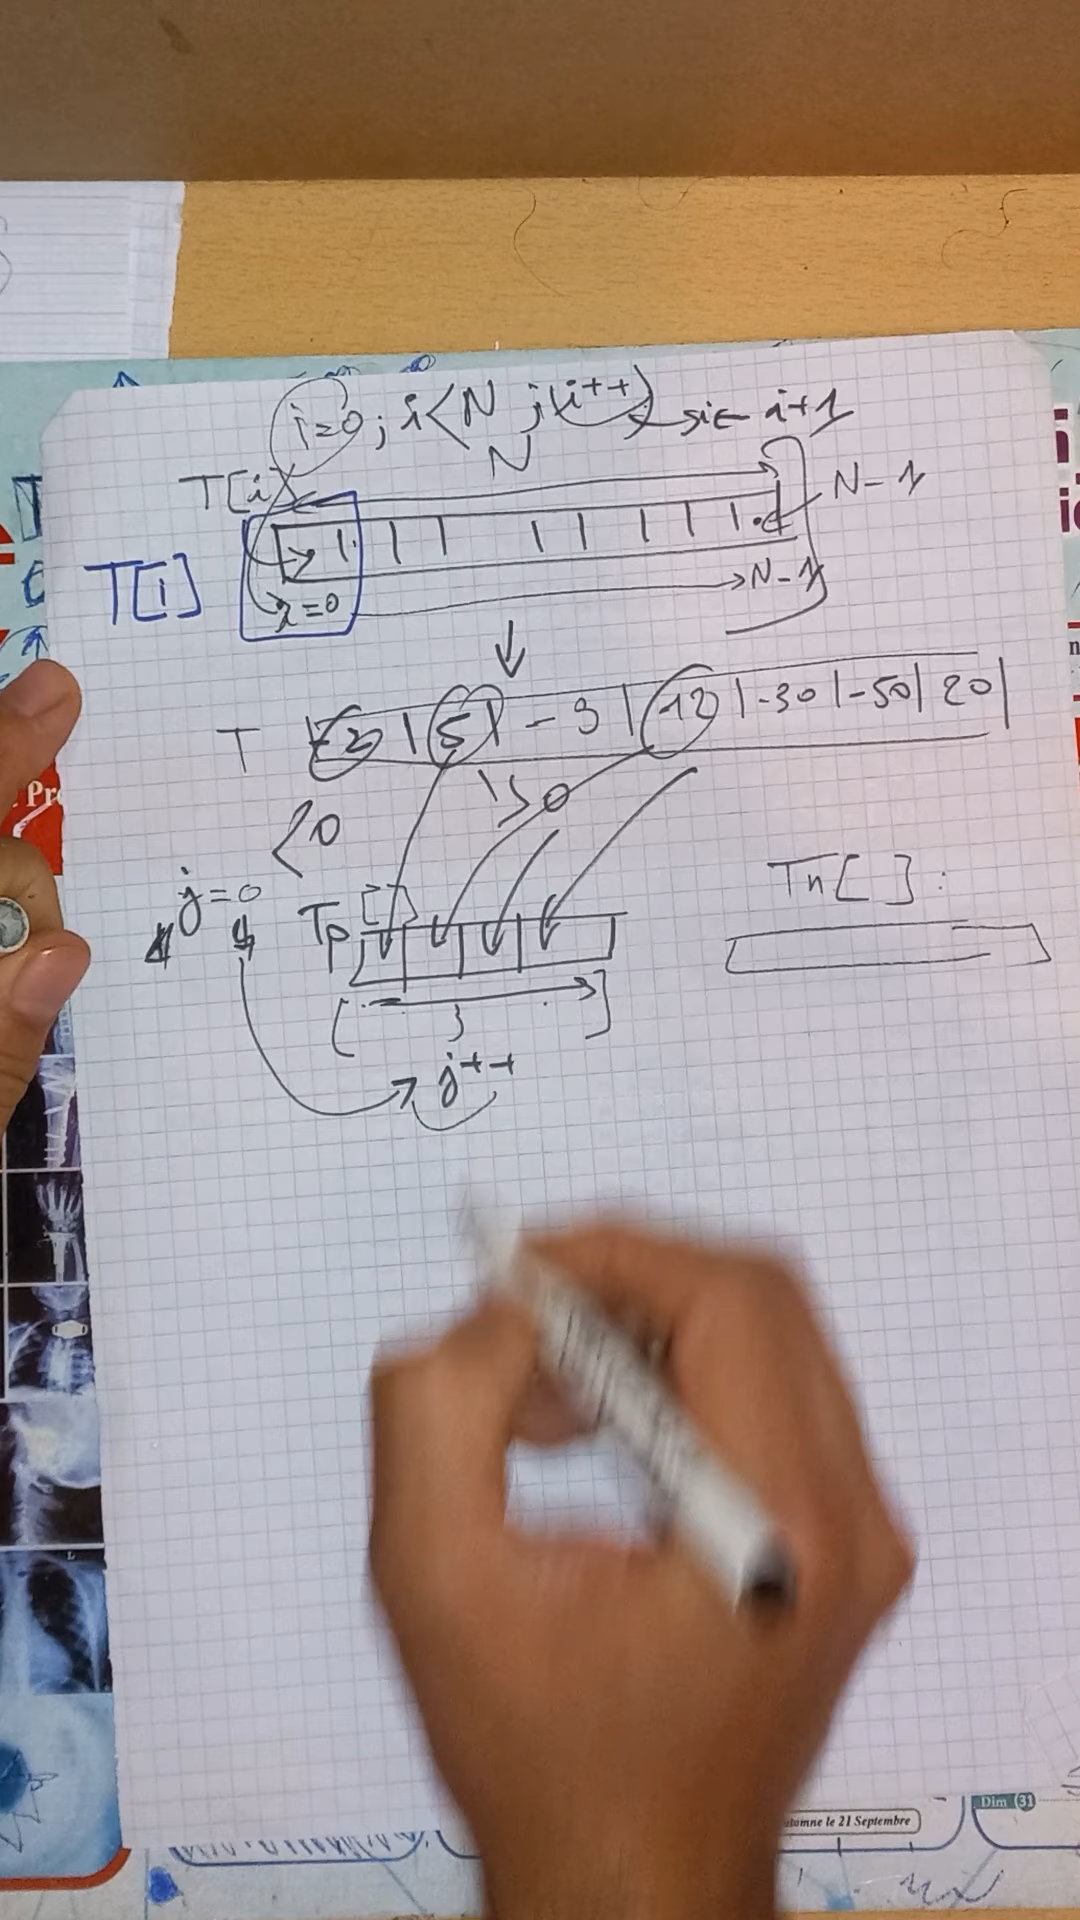 i=0; i<N ; (i++)
i ← i+1
N
T[i]
N-1
T[i]
i=0
N-1
T
-2 | 5 | -3 | 12 | -30 | -50 | 20 |
<0
≥0
j=0
Tp[ ]
Tn[ ] :
j
j++
Pr
automne le 21 Septembre
Dim 31